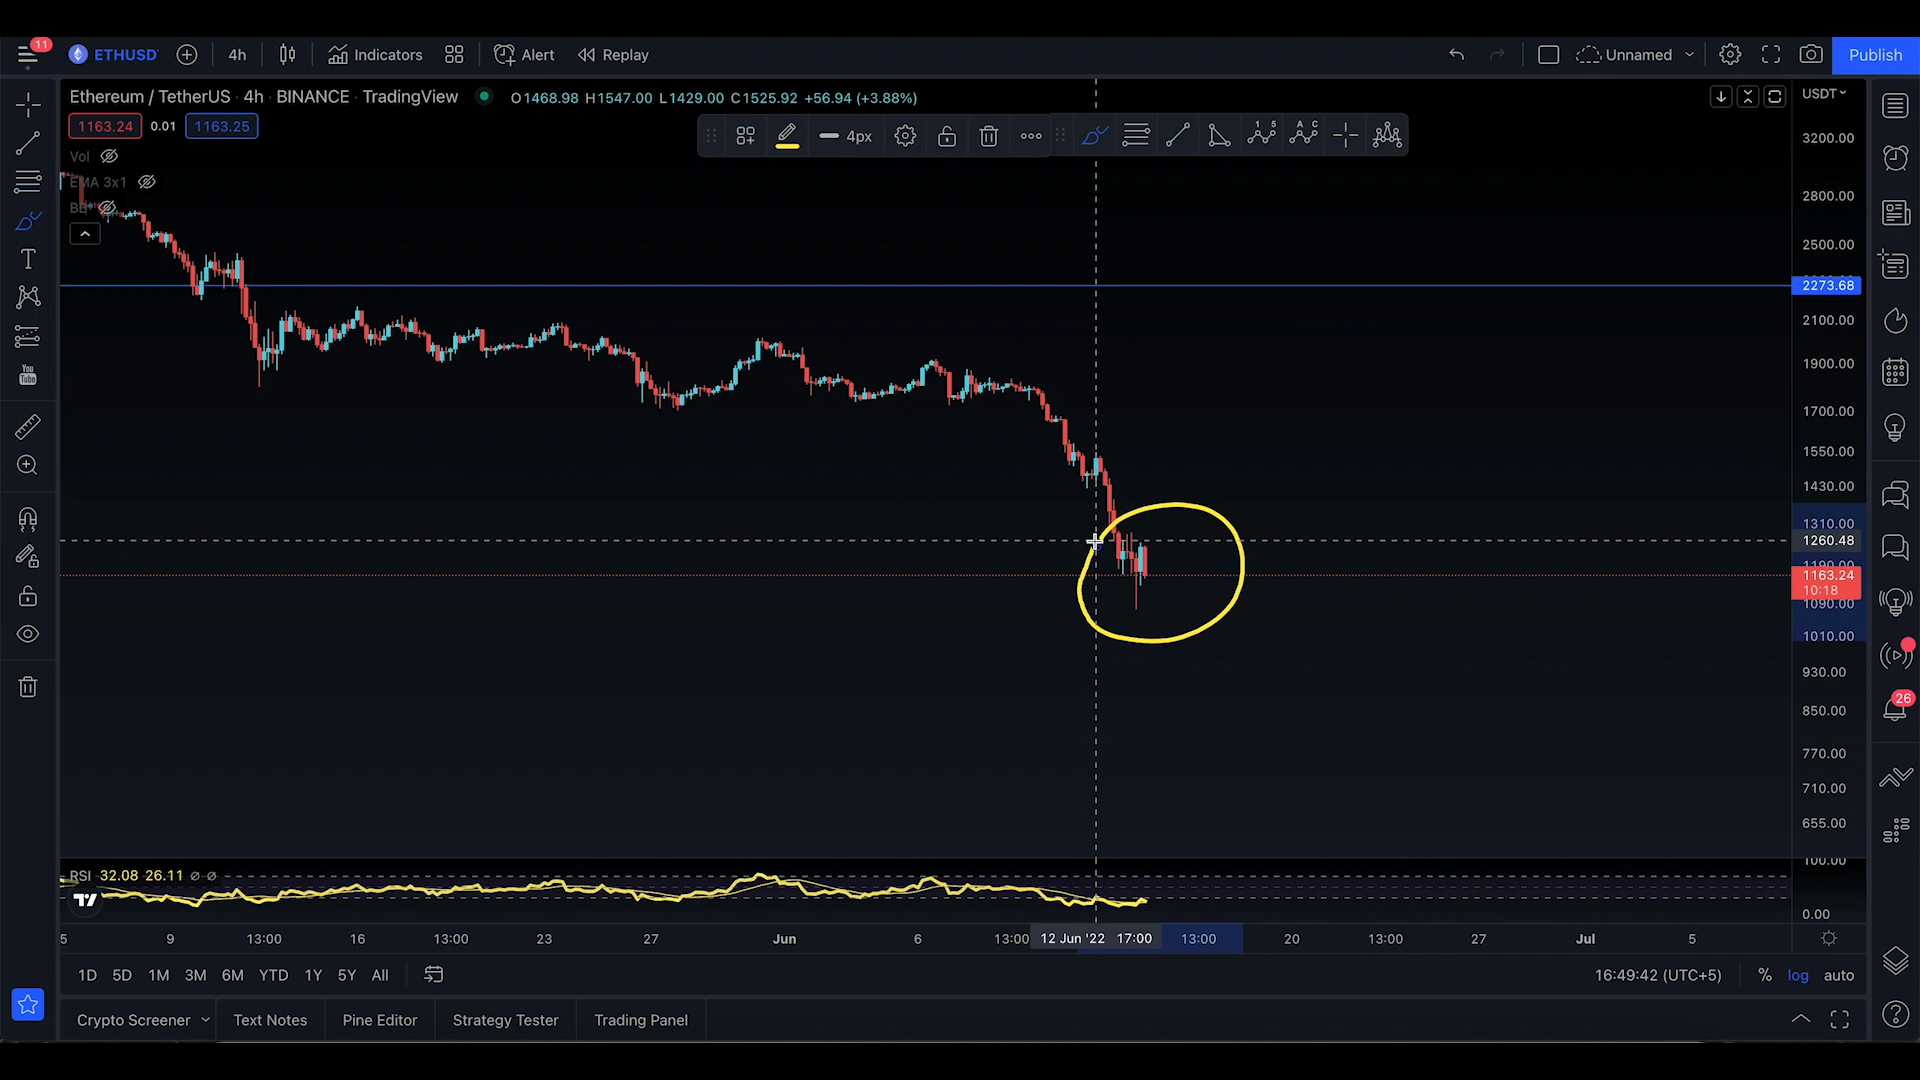 11
ETHUSD
4h
Indicators
Alert
Replay
Unnamed
Publish
Ethereum / TetherUS · 4h · BINANCE · TradingView
O1468.98 H1547.00 L1429.00 C1525.92 +56.94 (+3.88%)
USDT
1163.24 0.01 1163.25
4px
1 5
A C
Vol
EMA 3x1
BB
3200.00
2800.00
2500.00
2273.68
2100.00
1900.00
1700.00
1550.00
1430.00
1310.00
1260.48
1190.00
1163.24
10:18
1090.00
1010.00
930.00
850.00
770.00
710.00
655.00
You
Tube
26
RSI 32.08 26.11 ∅ ∅
100.00
0.00
5 9 13:00 16 13:00 23 27 Jun 6 13:00 12 Jun '22 17:00 13:00 20 13:00 27 Jul 5
1D 5D 1M 3M 6M YTD 1Y 5Y All
16:49:42 (UTC+5) % log auto
Crypto Screener
Text Notes
Pine Editor
Strategy Tester
Trading Panel